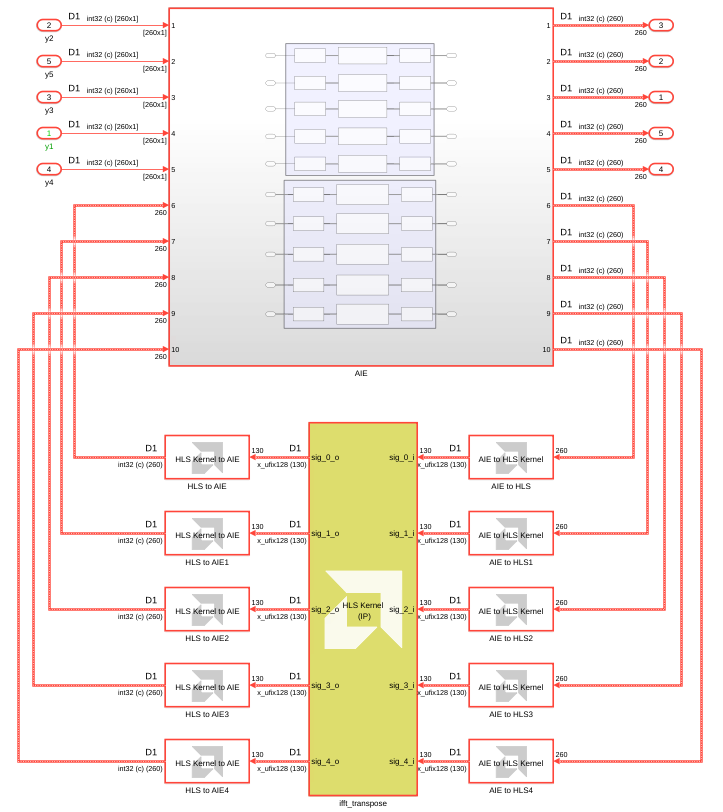 2 D1 int32 (c) [260x1] 1 1 D1 int32 (c) (260) 3
y2 [260x1] 260
5 D1 int32 (c) [260x1] 2 2 D1 int32 (c) (260) 2
y5 [260x1] 260
3 D1 int32 (c) [260x1] 3 3 D1 int32 (c) (260) 1
y3 [260x1] 260
1 D1 int32 (c) [260x1] 4 4 D1 int32 (c) (260) 5
y1 [260x1] 260
4 D1 int32 (c) [260x1] 5 5 D1 int32 (c) (260) 4
y4 [260x1] 260
6 6 D1 int32 (c) (260)
260
7 7 D1 int32 (c) (260)
260
8 8 D1 int32 (c) (260)
260
9 9 D1 int32 (c) (260)
260
10 10 D1 int32 (c) (260)
260
AIE
D1 HLS Kernel to AIE 130 D1 sig_0_o sig_0_i 130 D1 AIE to HLS Kernel 260
int32 (c) (260) x_ufix128 (130) x_ufix128 (130)
HLS to AIE AIE to HLS
D1 HLS Kernel to AIE 130 D1 sig_1_o sig_1_i 130 D1 AIE to HLS Kernel 260
int32 (c) (260) x_ufix128 (130) x_ufix128 (130)
HLS to AIE1 AIE to HLS1
D1 HLS Kernel to AIE 130 D1 sig_2_o HLS Kernel sig_2_i 130 D1 AIE to HLS Kernel 260
int32 (c) (260) x_ufix128 (130) (IP) x_ufix128 (130)
HLS to AIE2 AIE to HLS2
D1 HLS Kernel to AIE 130 D1 sig_3_o sig_3_i 130 D1 AIE to HLS Kernel 260
int32 (c) (260) x_ufix128 (130) x_ufix128 (130)
HLS to AIE3 AIE to HLS3
D1 HLS Kernel to AIE 130 D1 sig_4_o sig_4_i 130 D1 AIE to HLS Kernel 260
int32 (c) (260) x_ufix128 (130) x_ufix128 (130)
HLS to AIE4 AIE to HLS4
ifft_transpose